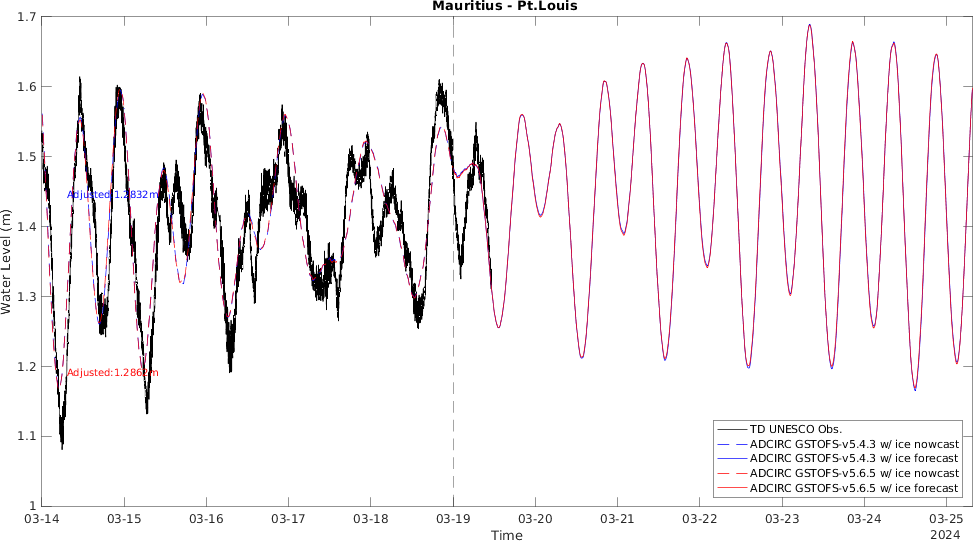 Mauritius - Pt.Louis
1.7
1.6
1.5
1.4
1.3
1.2
1.1
1
Water Level (m)
Adjusted:1.2832m
Adjusted:1.2862m
TD UNESCO Obs.
ADCIRC GSTOFS-v5.4.3 w/ ice nowcast
ADCIRC GSTOFS-v5.4.3 w/ ice forecast
ADCIRC GSTOFS-v5.6.5 w/ ice nowcast
ADCIRC GSTOFS-v5.6.5 w/ ice forecast
03-14 03-15 03-16 03-17 03-18 03-19 03-20 03-21 03-22 03-23 03-24 03-25
Time
2024